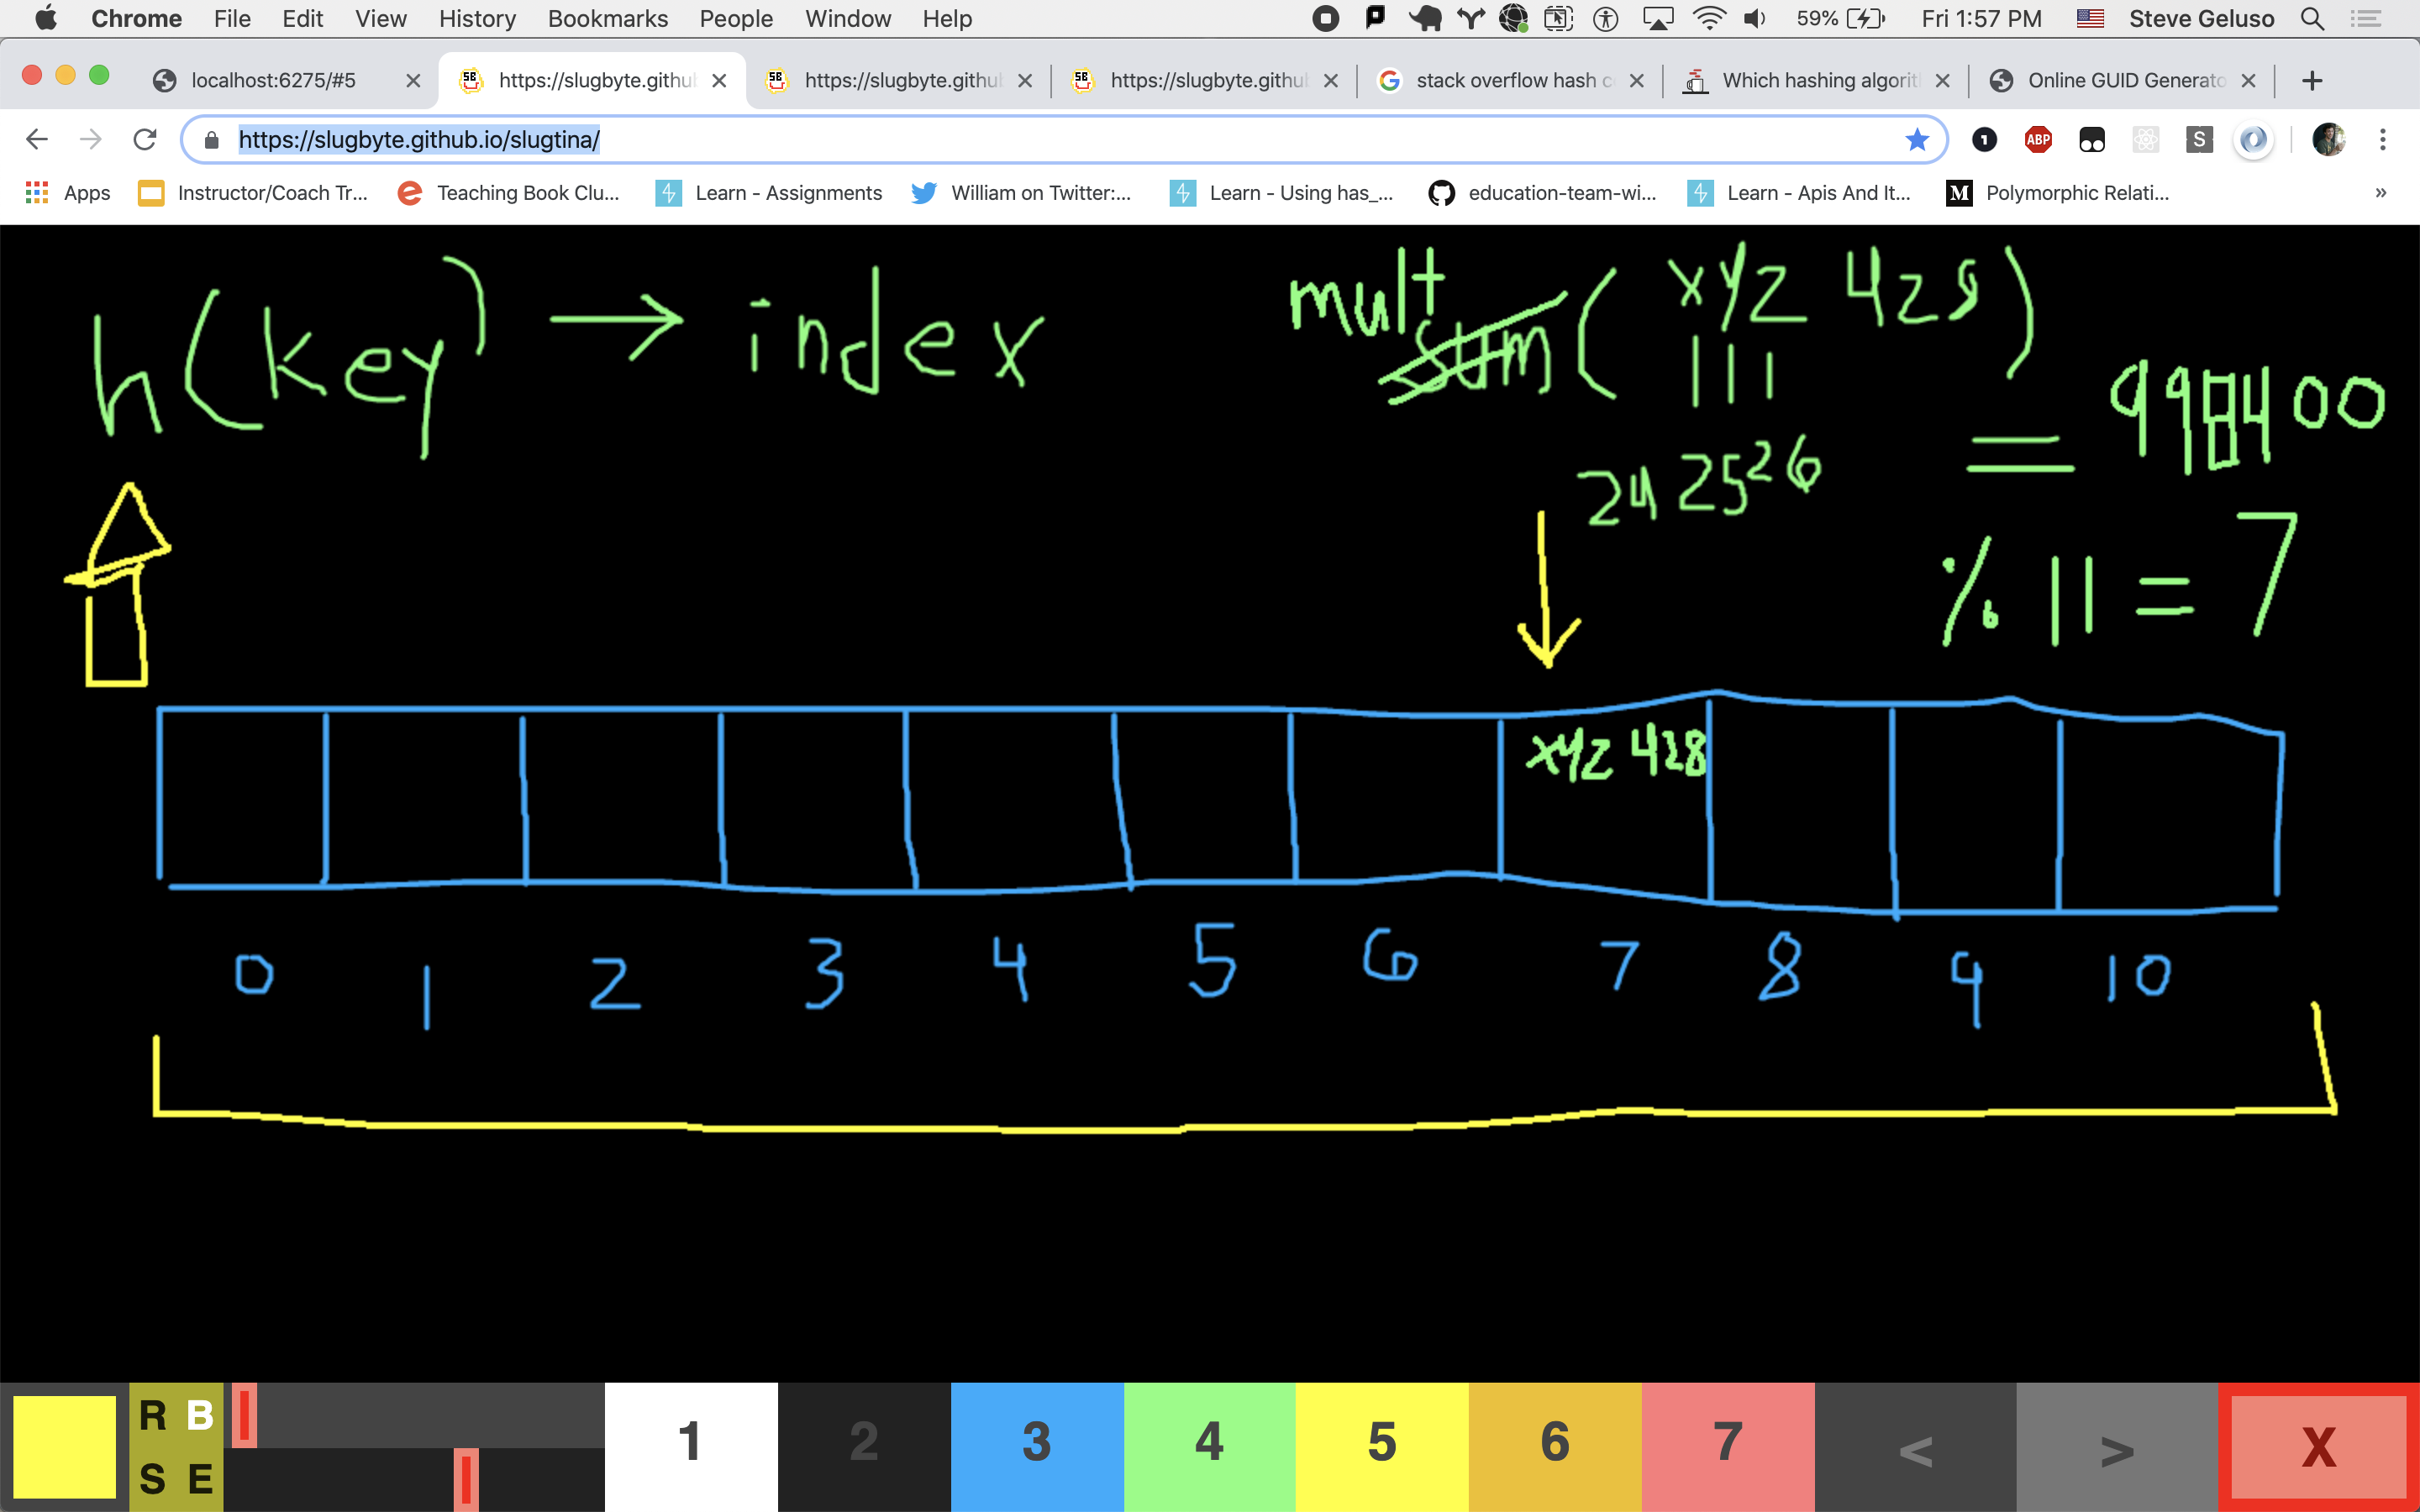 Chrome File Edit View History Bookmarks People Window Help 59% Fri 1:57 PM Steve Geluso
localhost:6275/#5 https://slugbyte.githu https://slugbyte.githu https://slugbyte.githu stack overflow hash c Which hashing algorit Online GUID Generato
https://slugbyte.github.io/slugtina/ 1 ABP S
Apps Instructor/Coach Tr... Teaching Book Clu... Learn - Assignments William on Twitter:... Learn - Using has_... education-team-wi... Learn - Apis And It... M Polymorphic Relati... »
h(key) → index mult sum( xyz 428 )
24 25 26 = 998400
% 11 = 7
xyz 428
0 1 2 3 4 5 6 7 8 9 10
R B
S E
1 2 3 4 5 6 7 < > X